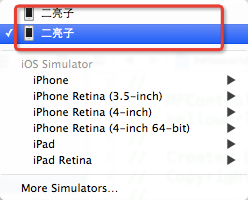 二亮子
二亮子
iOS Simulator
iPhone
iPhone Retina (3.5-inch)
iPhone Retina (4-inch)
iPhone Retina (4-inch 64-bit)
iPad
iPad Retina
More Simulators...